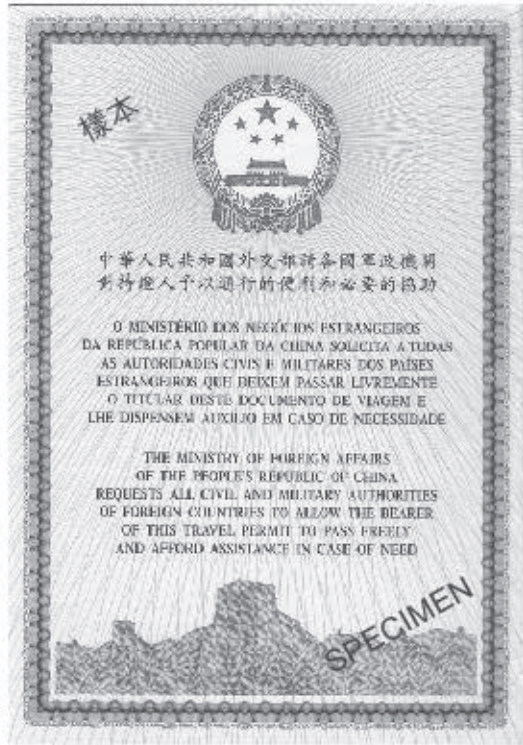 樣本
中華人民共和國外交部請各國軍政機關
對持證人予以通行的便利和必要的協助
O MINISTÉRIO DOS NEGÓCIOS ESTRANGEIROS
DA REPÚBLICA POPULAR DA CHINA SOLICITA A TODAS
AS AUTORIDADES CIVIS E MILITARES DOS PAÍSES
ESTRANGEIROS QUE DEIXEM PASSAR LIVREMENTE
O TITULAR DESTE DOCUMENTO DE VIAGEM E
LHE DISPENSEM AUXÍLIO EM CASO DE NECESSIDADE
THE MINISTRY OF FOREIGN AFFAIRS
OF THE PEOPLE'S REPUBLIC OF CHINA
REQUESTS ALL CIVIL AND MILITARY AUTHORITIES
OF FOREIGN COUNTRIES TO ALLOW THE BEARER
OF THIS TRAVEL PERMIT TO PASS FREELY
AND AFFORD ASSISTANCE IN CASE OF NEED
SPECIMEN